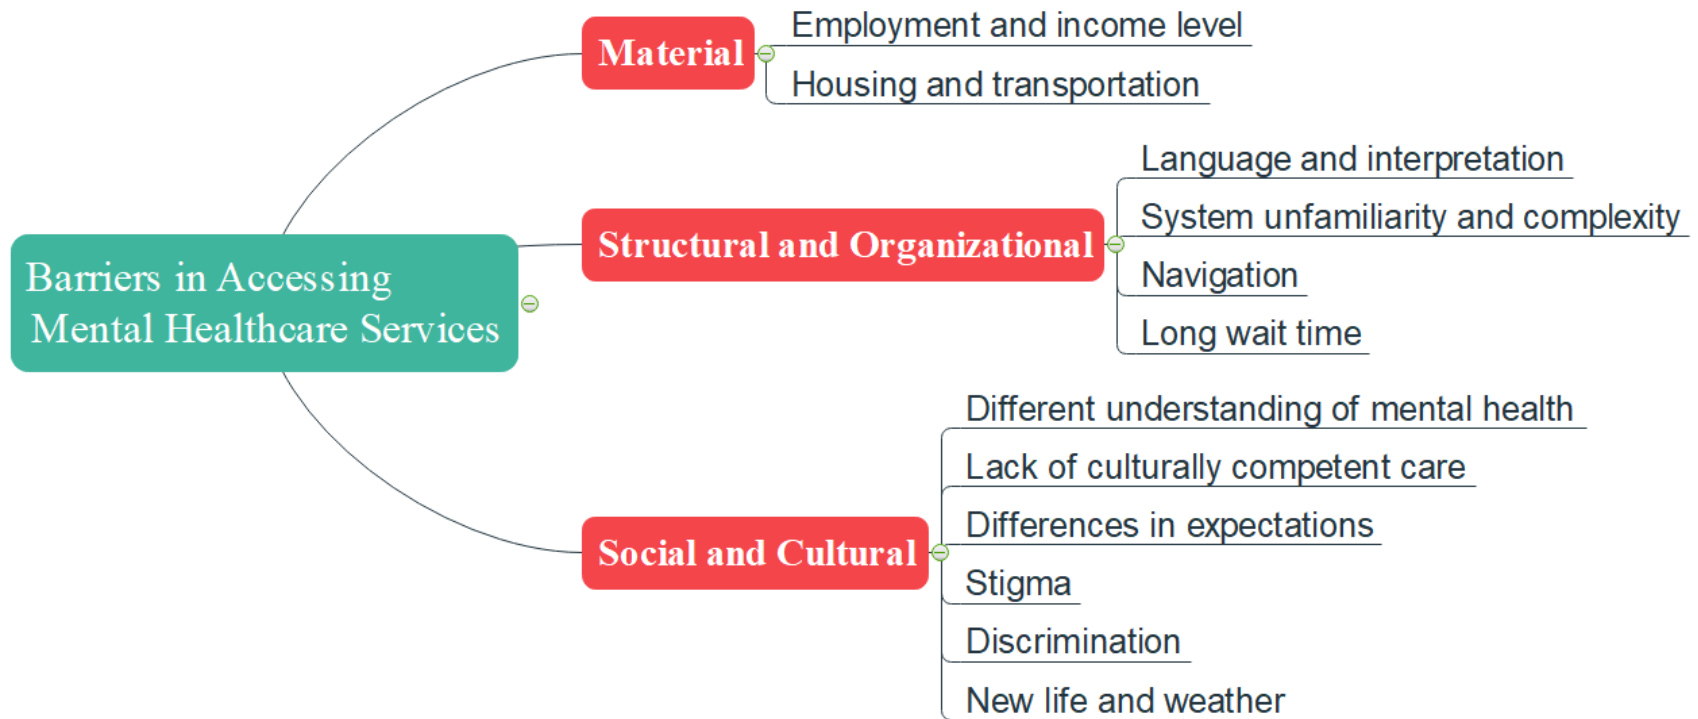 Barriers in Accessing
Mental Healthcare Services
Material
Employment and income level
Housing and transportation
Structural and Organizational
Language and interpretation
System unfamiliarity and complexity
Navigation
Long wait time
Social and Cultural
Different understanding of mental health
Lack of culturally competent care
Differences in expectations
Stigma
Discrimination
New life and weather